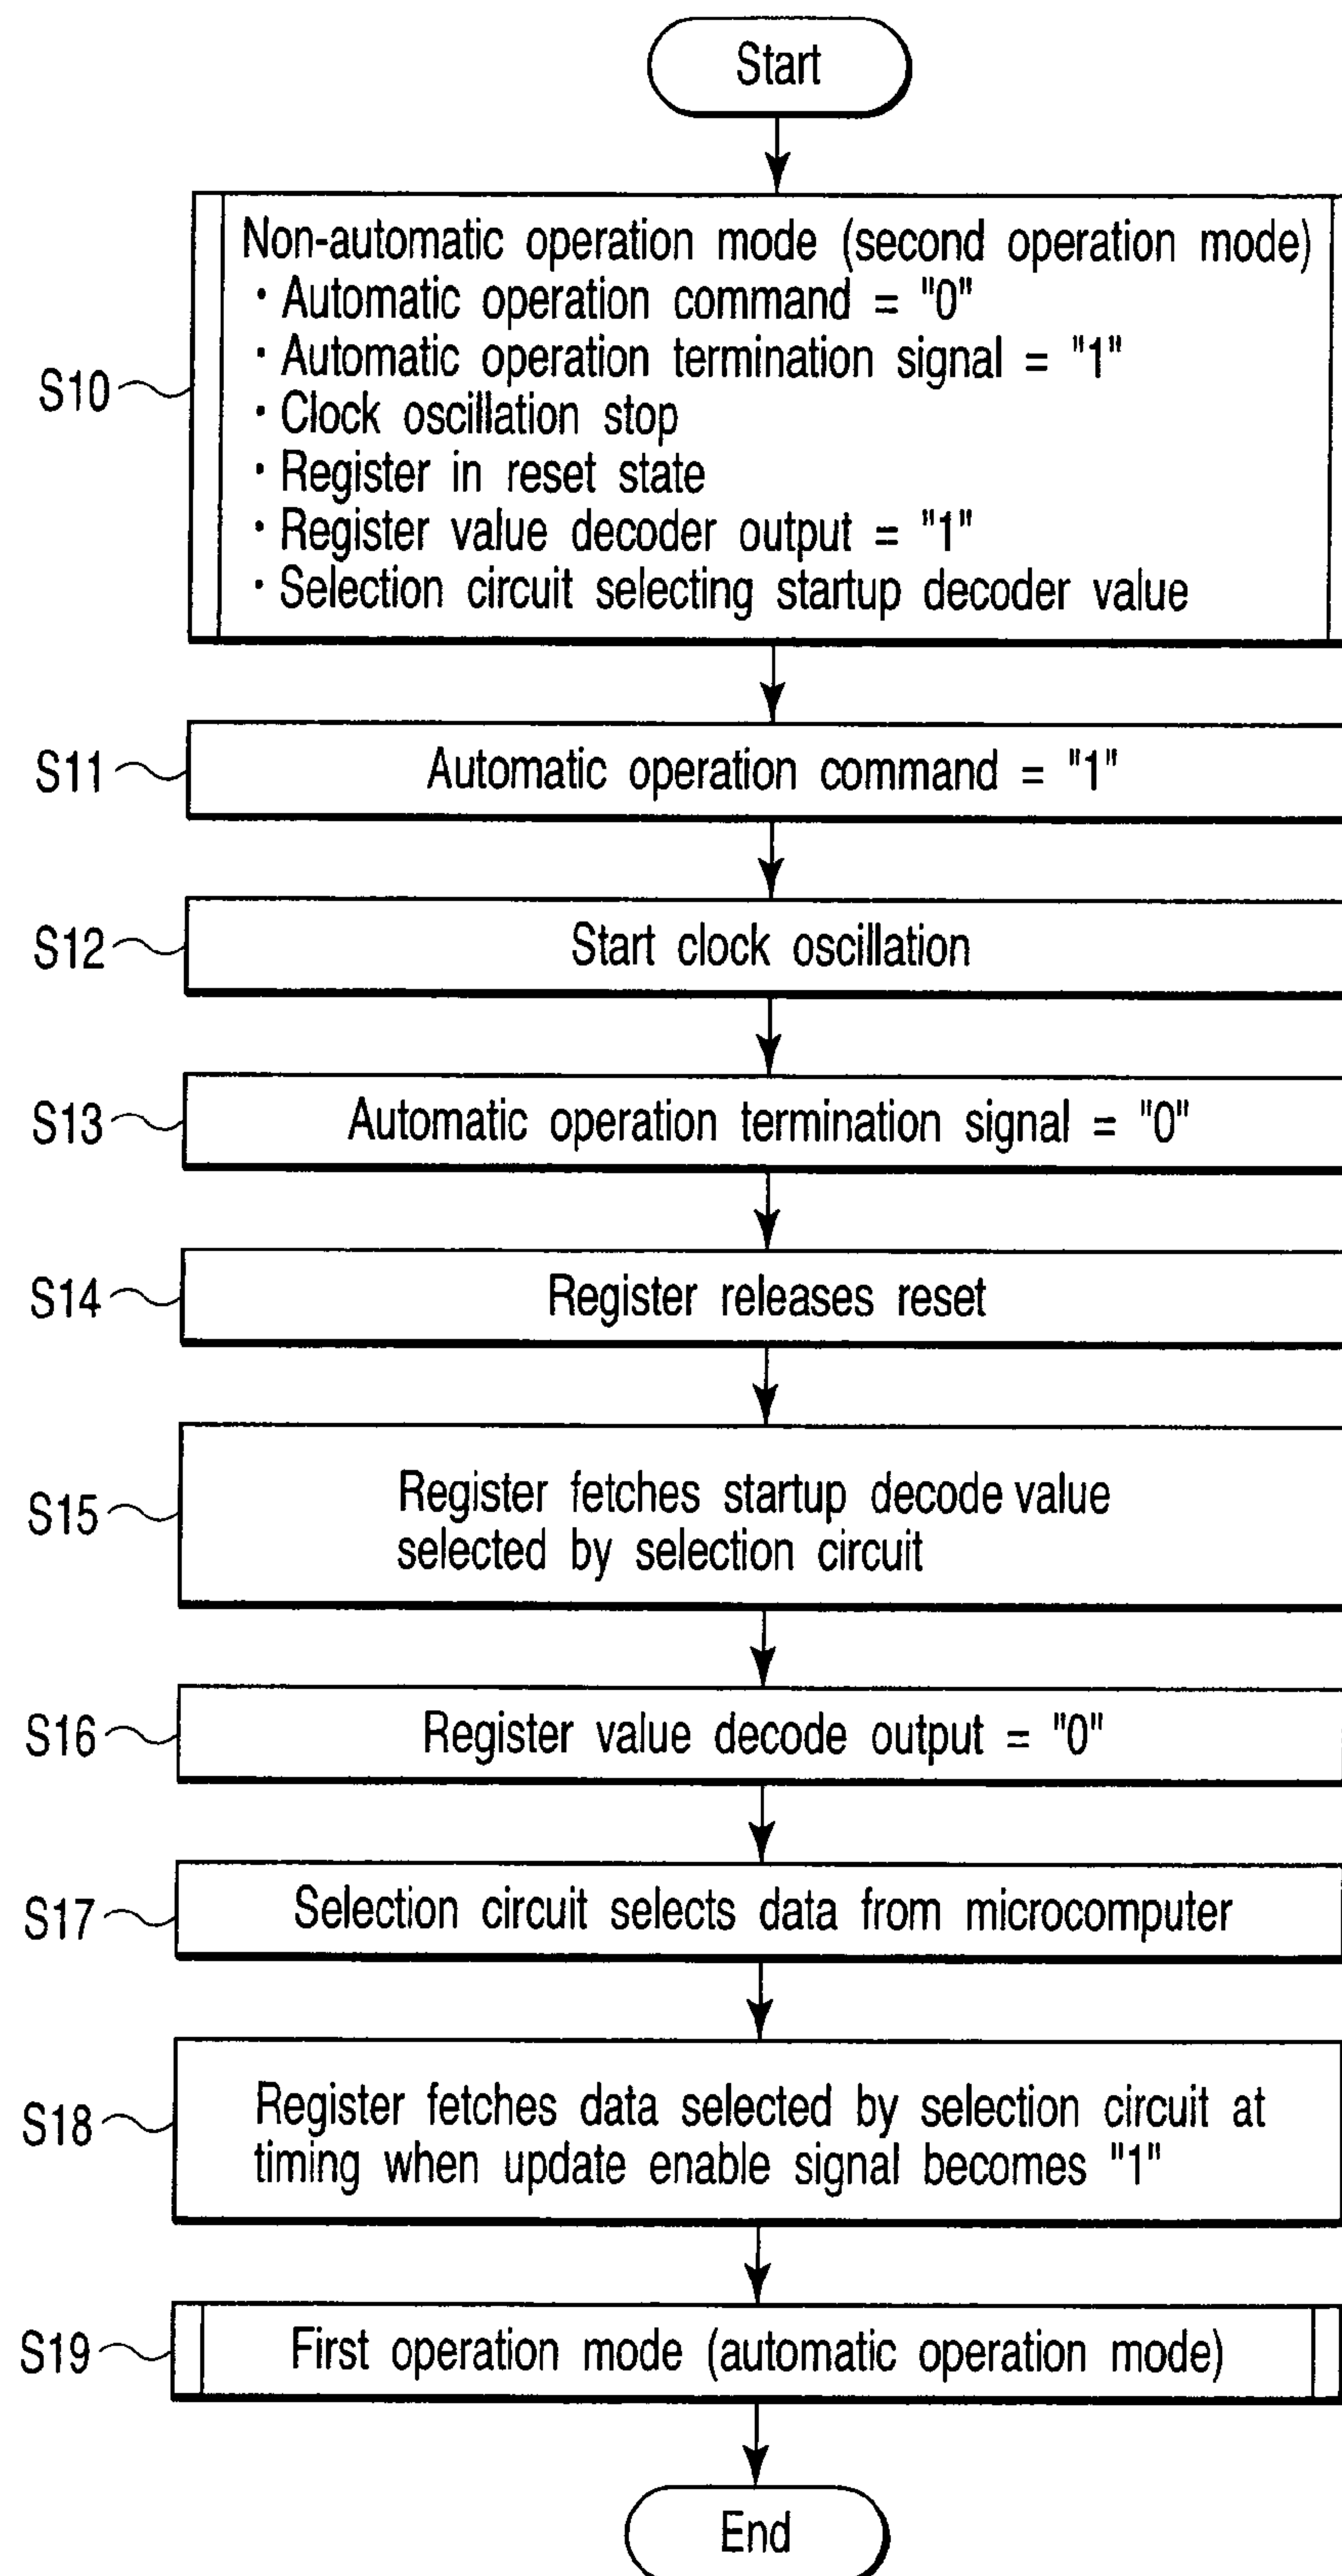 Start
Non-automatic operation mode (second operation mode)
· Automatic operation command = "0"
· Automatic operation termination signal = "1"
· Clock oscillation stop
· Register in reset state
· Register value decoder output = "1"
· Selection circuit selecting startup decoder value
S10
S11
Automatic operation command = "1"
S12
Start clock oscillation
S13
Automatic operation termination signal = "0"
S14
Register releases reset
S15
Register fetches startup decode value
selected by selection circuit
S16
Register value decode output = "0"
S17
Selection circuit selects data from microcomputer
S18
Register fetches data selected by selection circuit at
timing when update enable signal becomes "1"
S19
First operation mode (automatic operation mode)
End